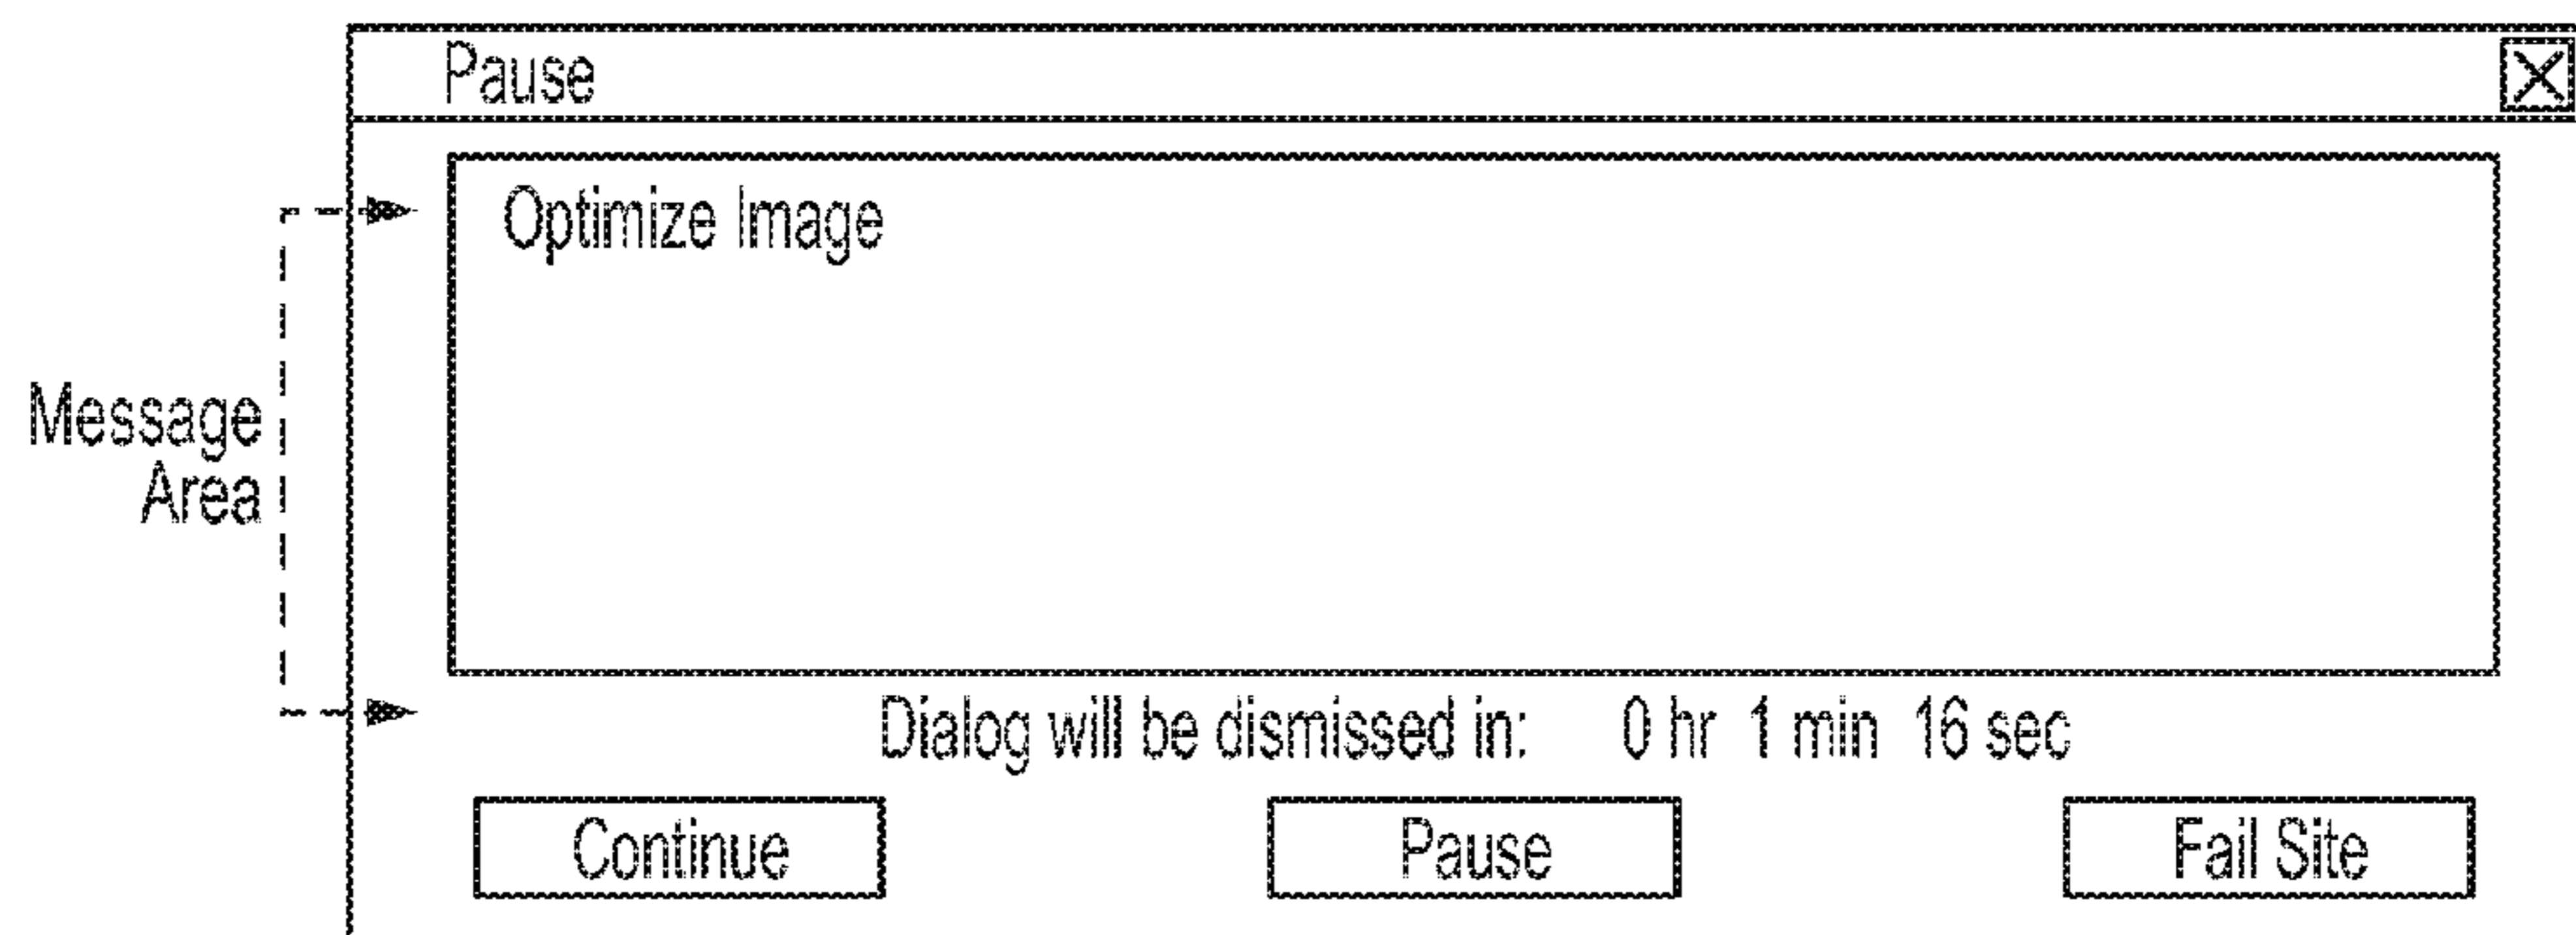 Pause
Optimize Image
Message
Area
Dialog will be dismissed in: 0 hr 1 min 16 sec
Continue Pause Fail Site